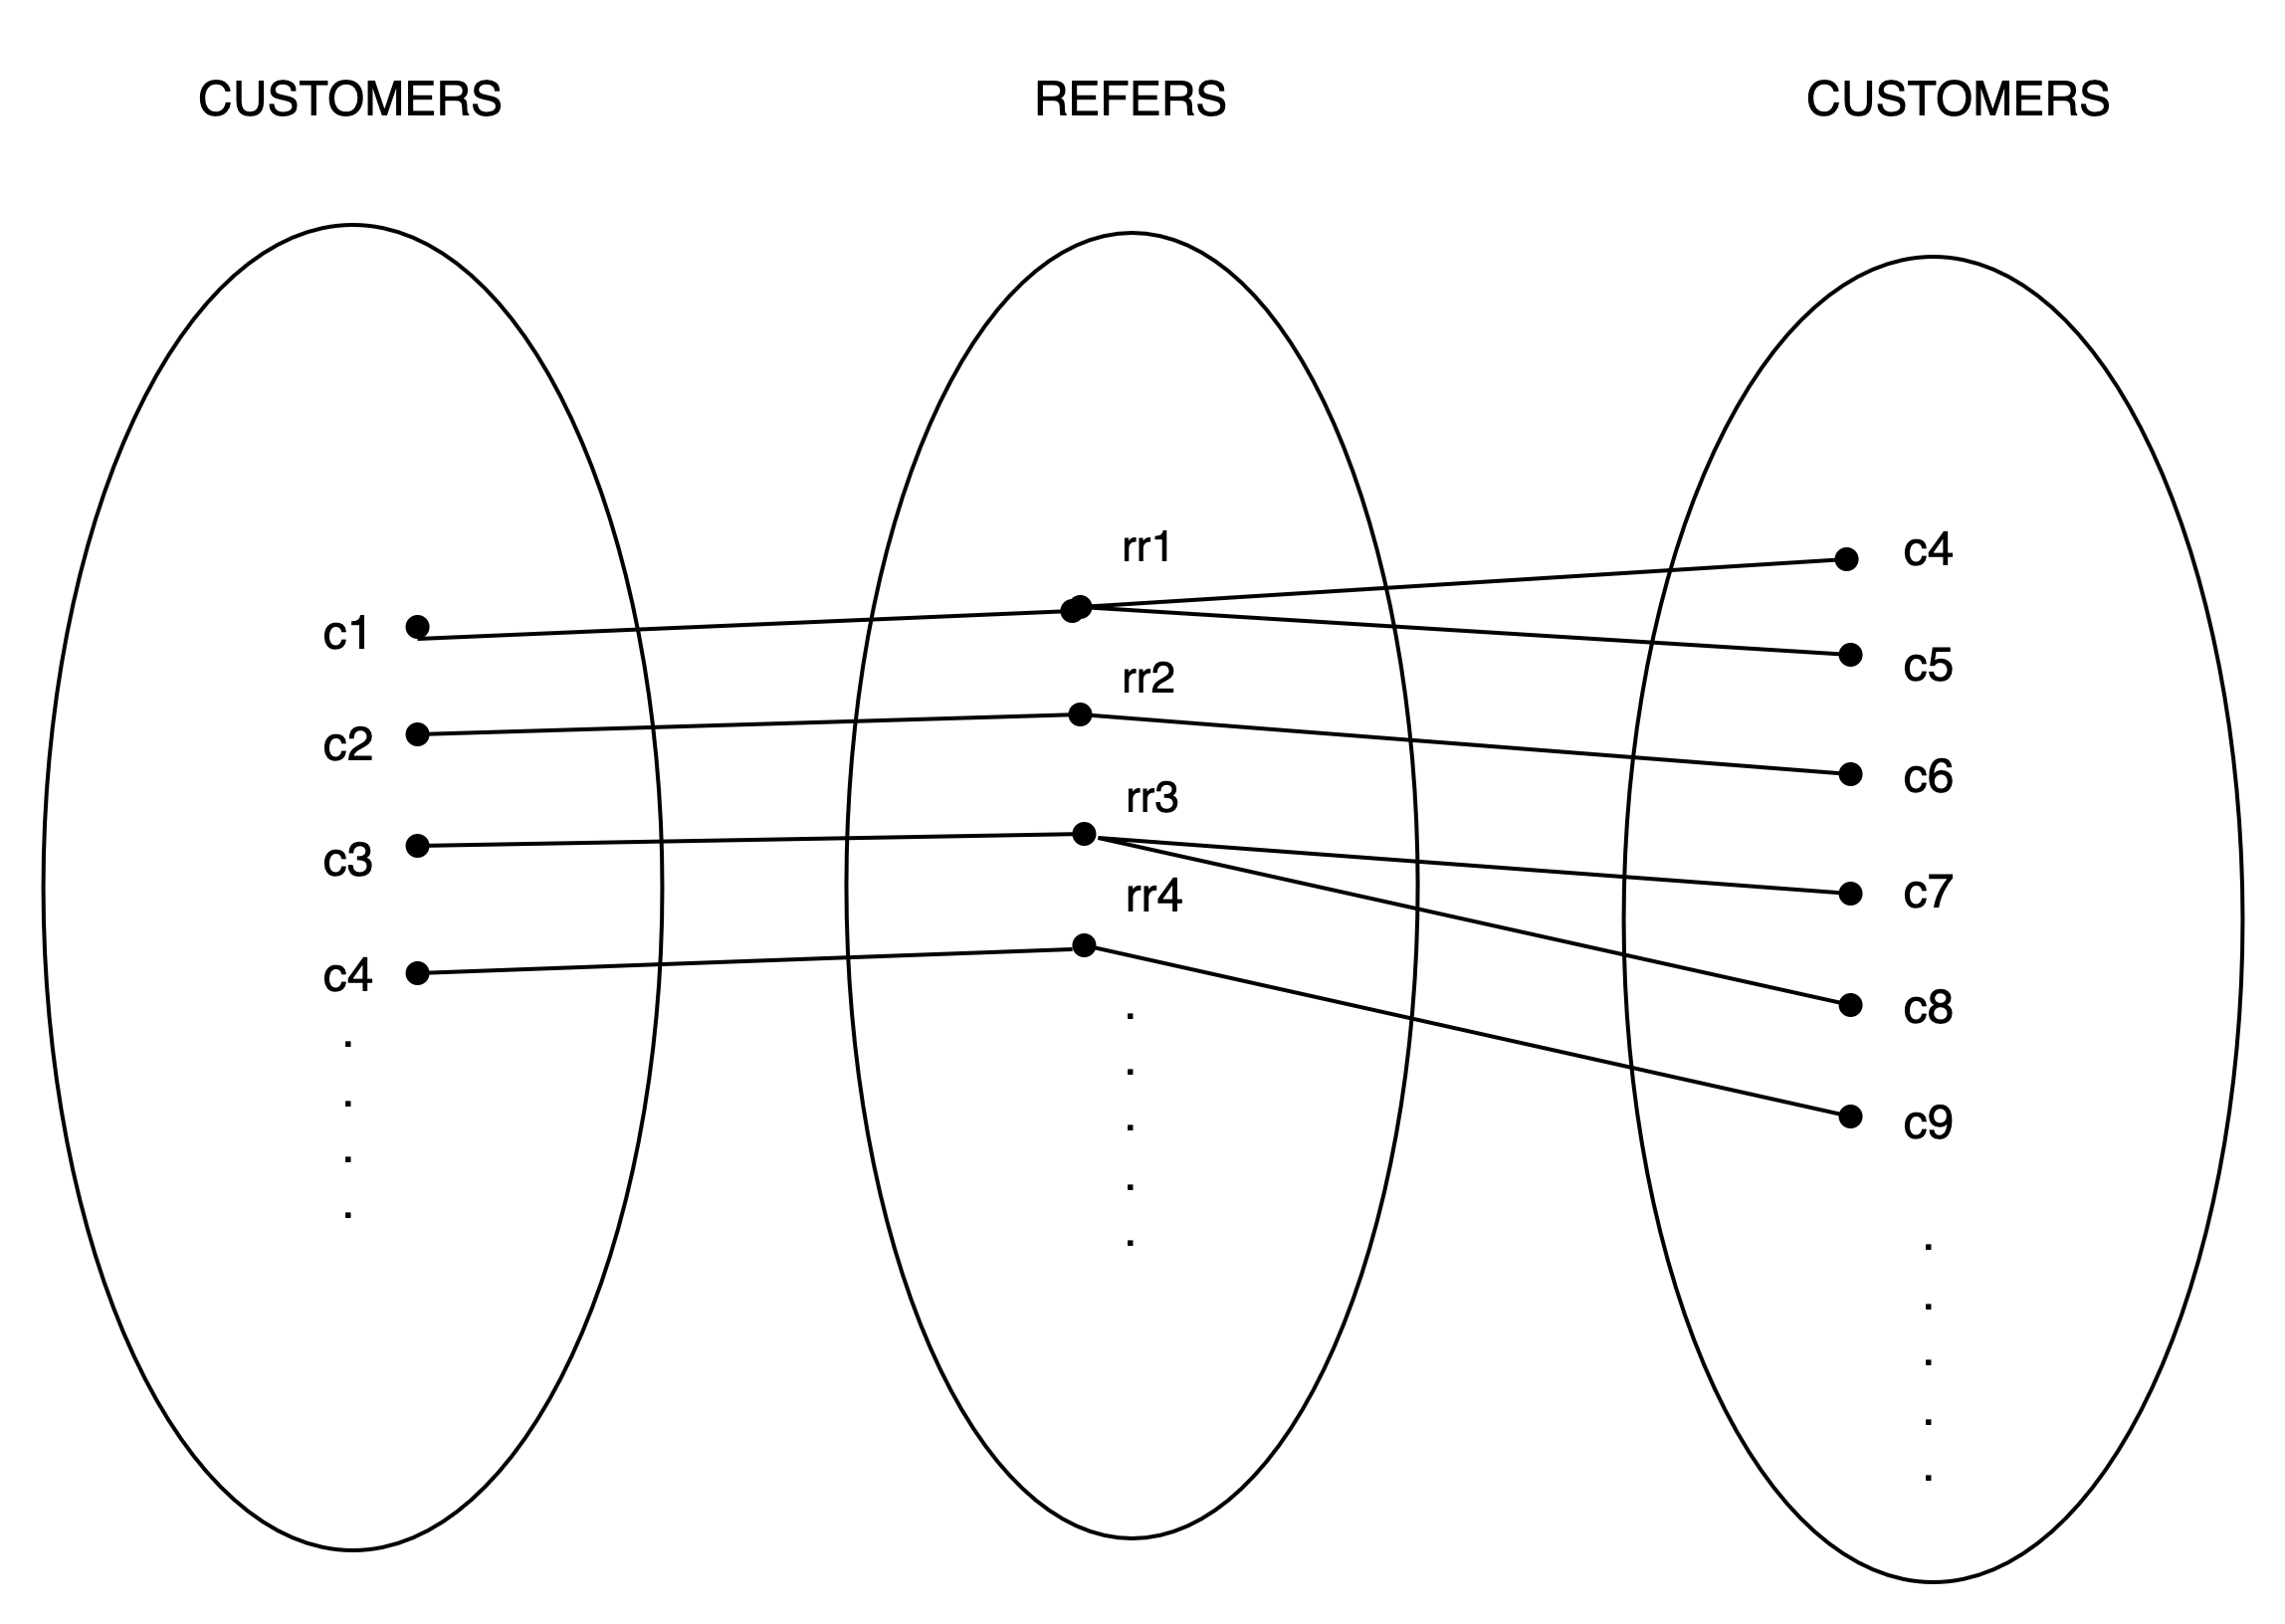 CUSTOMERS
REFERS
CUSTOMERS
c1
c2
c3
c4
.
.
.
.
rr1
rr2
rr3
rr4
.
.
.
.
.
c4
c5
c6
c7
c8
c9
.
.
.
.
.